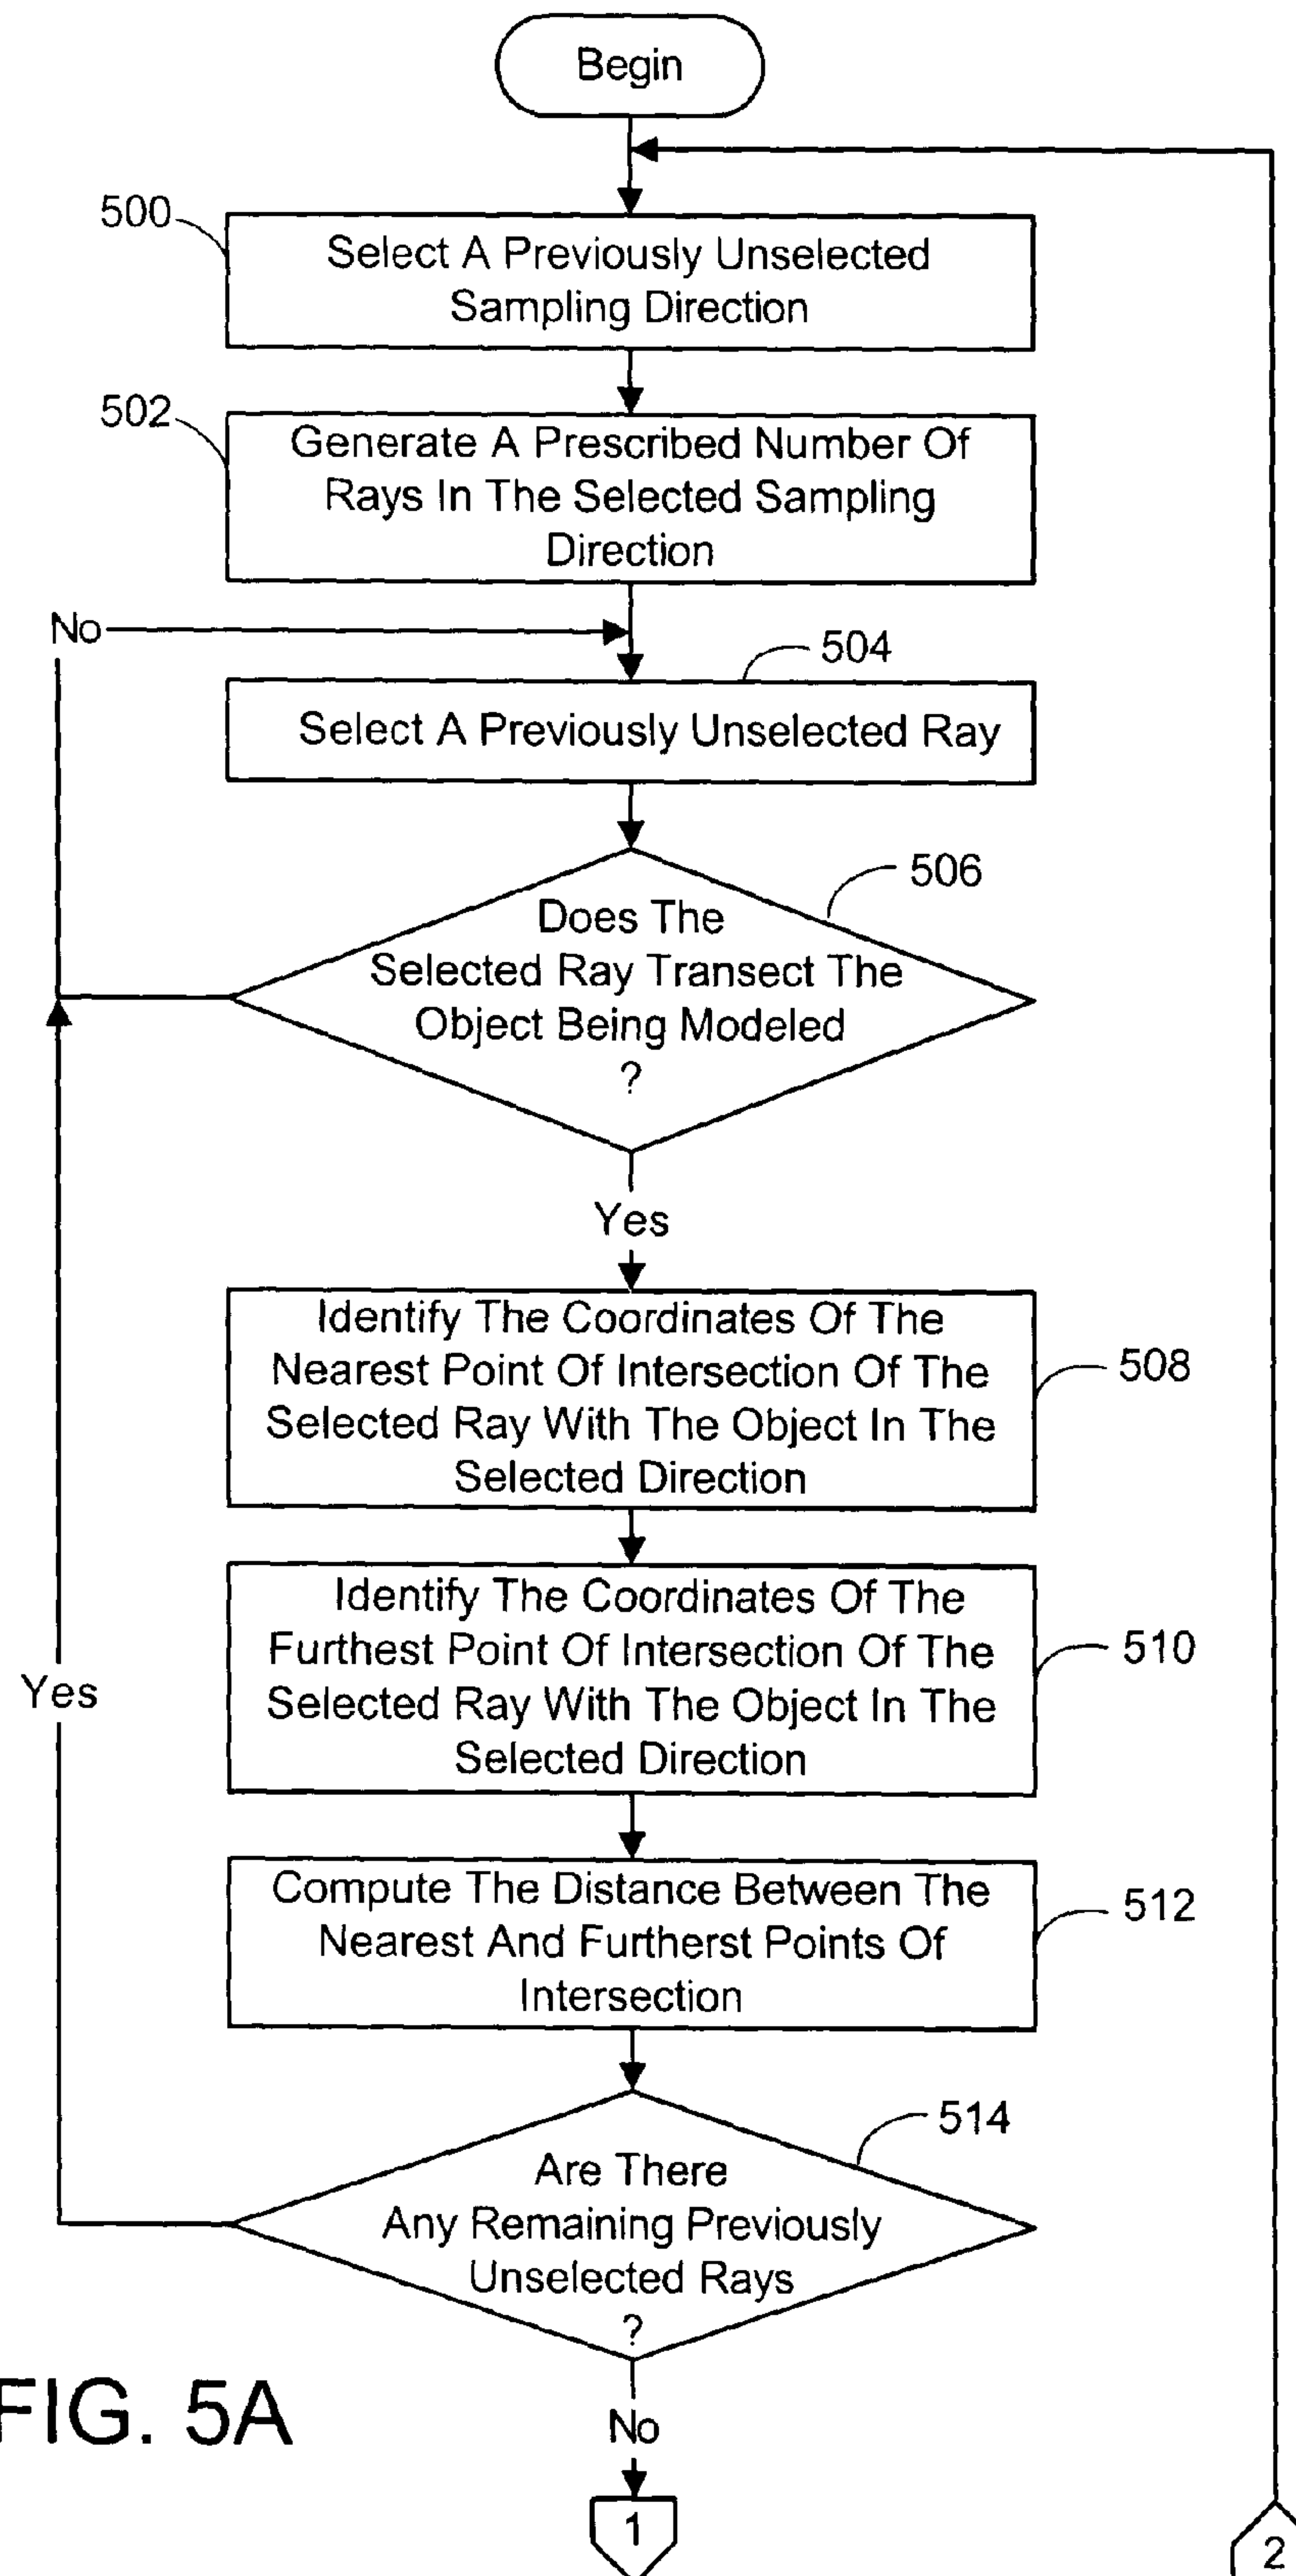 Begin
500
Select A Previously Unselected
Sampling Direction
502
Generate A Prescribed Number Of
Rays In The Selected Sampling
Direction
No
504
Select A Previously Unselected Ray
506
Does The
Selected Ray Transect The
Object Being Modeled
?
Yes
Identify The Coordinates Of The
Nearest Point Of Intersection Of The
Selected Ray With The Object In The
Selected Direction
508
Identify The Coordinates Of The
Furthest Point Of Intersection Of The
Selected Ray With The Object In The
Selected Direction
510
Yes
Compute The Distance Between The
Nearest And Furtherst Points Of
Intersection
512
514
Are There
Any Remaining Previously
Unselected Rays
?
No
FIG. 5A
1
2